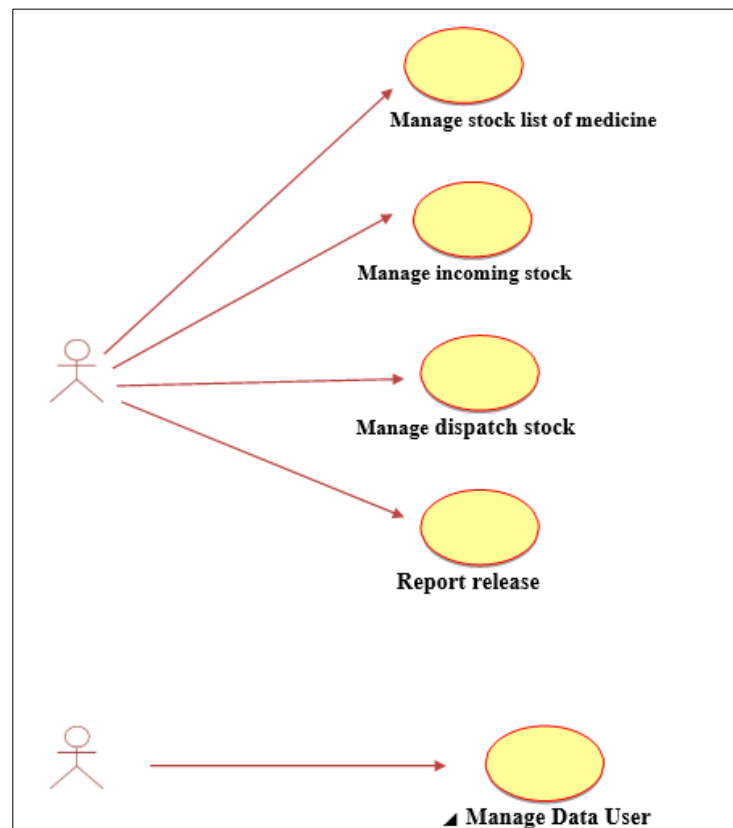 Manage stock list of medicine
Manage incoming stock
Manage dispatch stock
Report release
Manage Data User